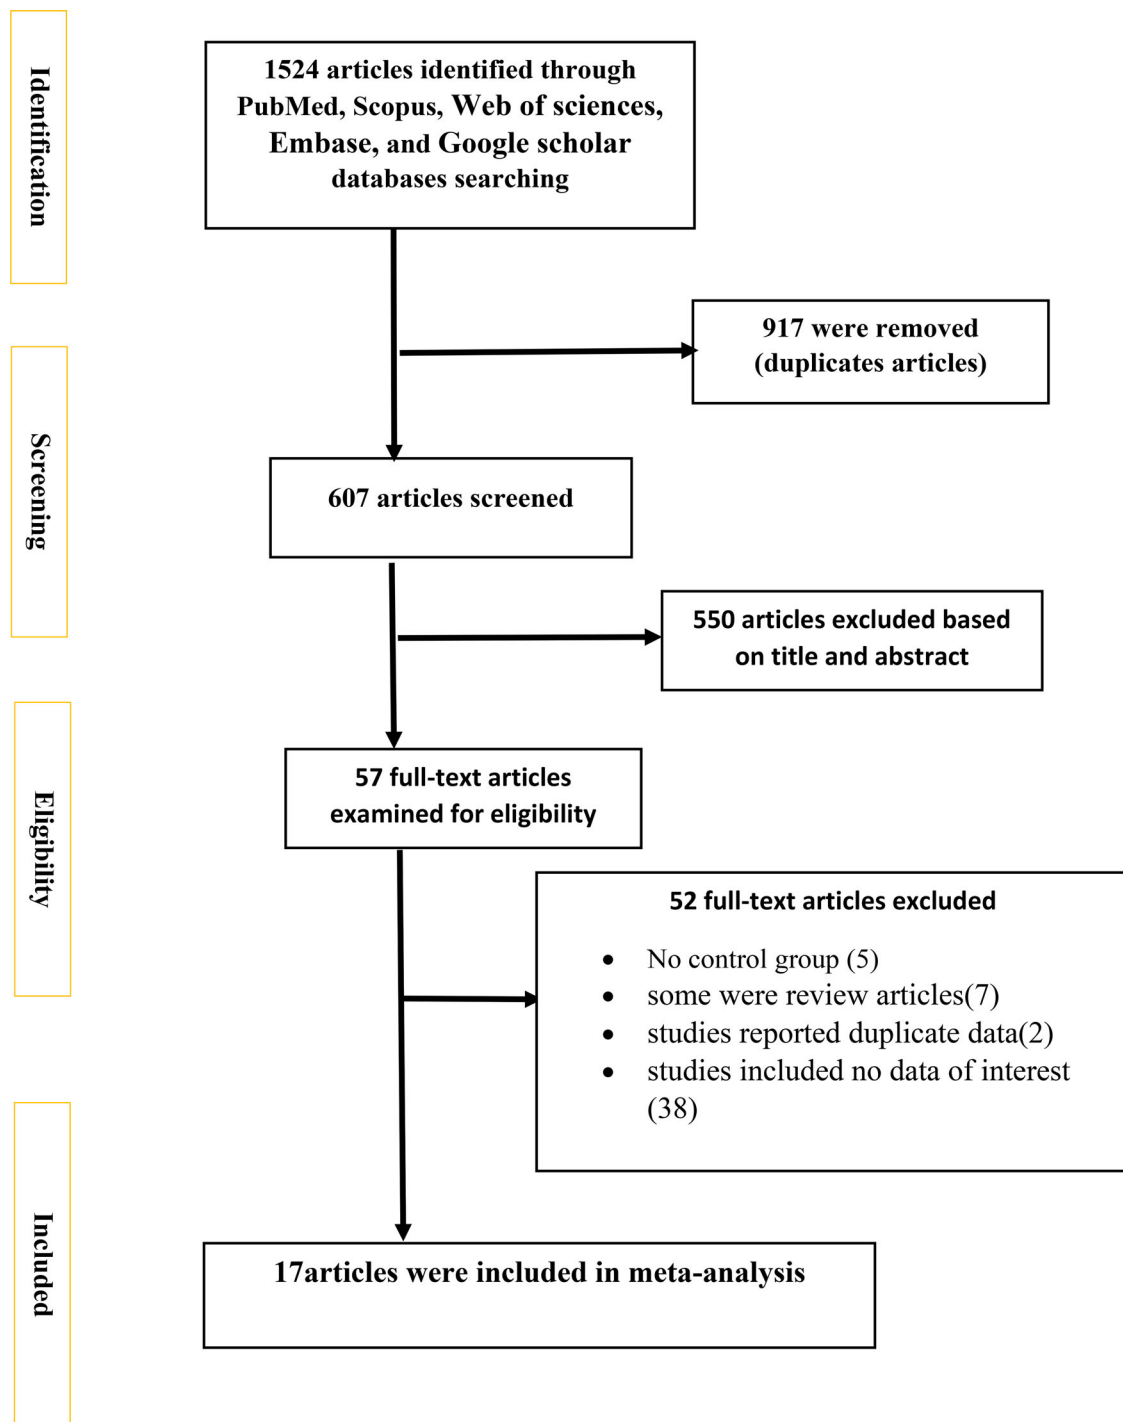 Identification
1524 articles identified through
PubMed, Scopus, Web of sciences,
Embase, and Google scholar
databases searching
917 were removed
(duplicates articles)
Screening
607 articles screened
550 articles excluded based
on title and abstract
Eligibility
57 full-text articles
examined for eligibility
52 full-text articles excluded
• No control group (5)
• some were review articles(7)
• studies reported duplicate data(2)
• studies included no data of interest
(38)
Included
17articles were included in meta-analysis